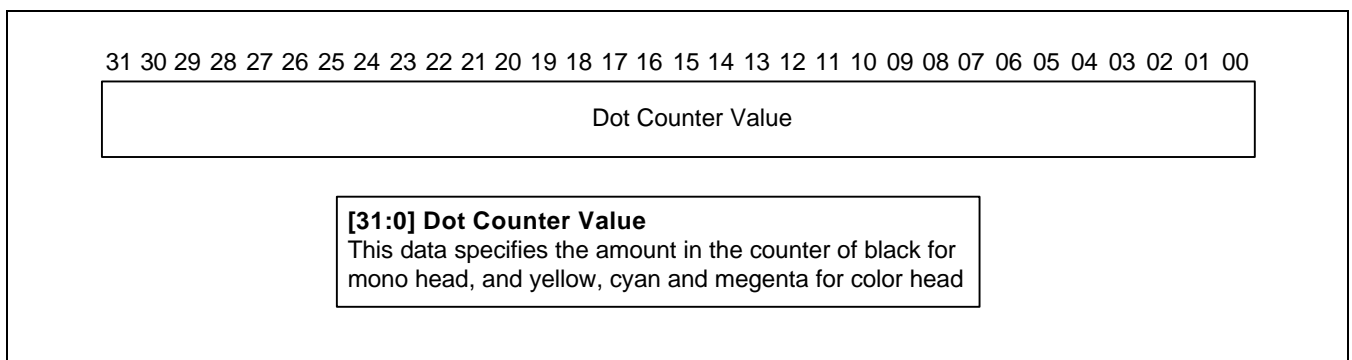 31 30 29 28 27 26 25 24 23 22 21 20 19 18 17 16 15 14 13 12 11 10 09 08 07 06 05 04 03 02 01 00
Dot Counter Value
[31:0] Dot Counter Value
This data specifies the amount in the counter of black for
mono head, and yellow, cyan and megenta for color head